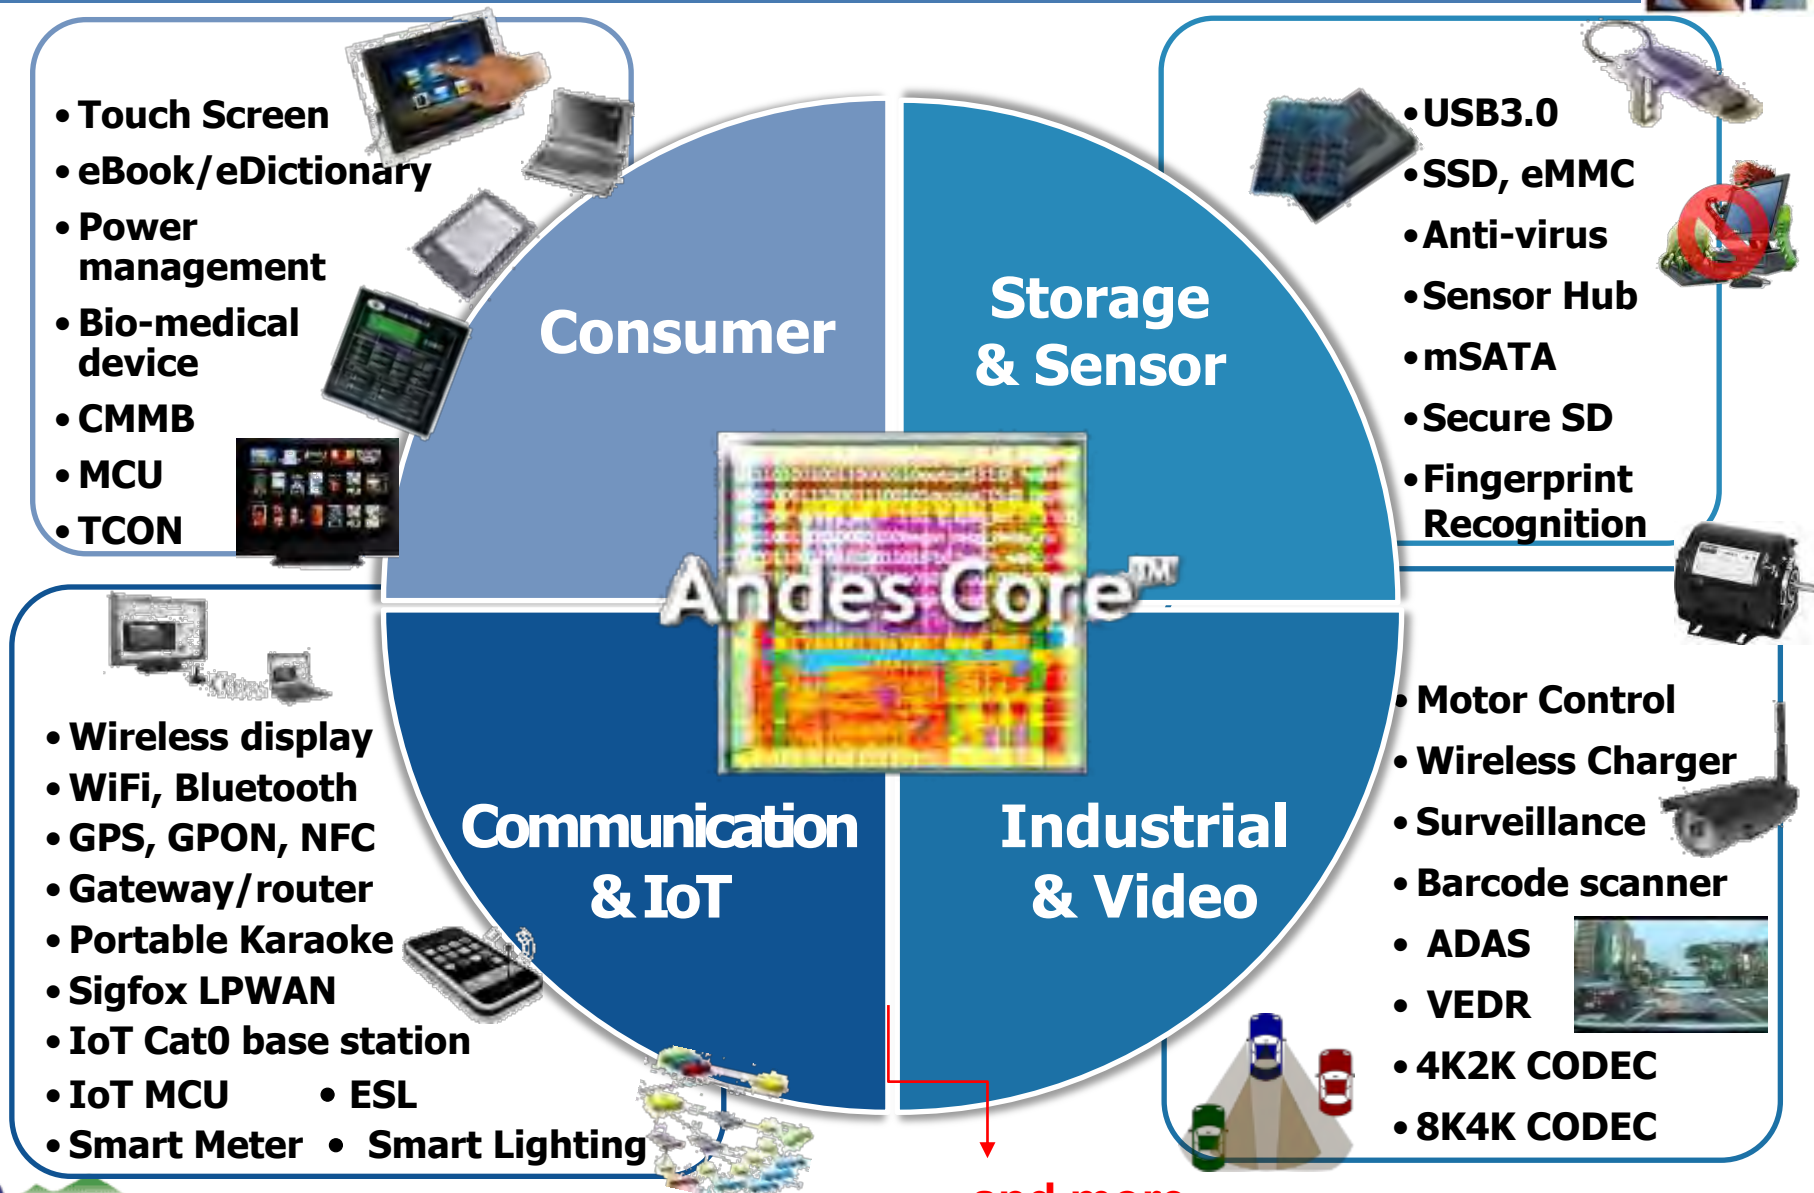 • Touch Screen
• eBook/eDictionary
• Power
management
• Bio-medical
device
• CMMB
• MCU
• TCON
Consumer
Storage
& Sensor
• USB3.0
• SSD, eMMC
• Anti-virus
• Sensor Hub
• mSATA
• Secure SD
• Fingerprint
Recognition
Andes Core™
• Wireless display
• WiFi, Bluetooth
• GPS, GPON, NFC
• Gateway/router
• Portable Karaoke
• Sigfox LPWAN
• IoT Cat0 base station
• IoT MCU • ESL
• Smart Meter • Smart Lighting
Communication
& IoT
Industrial
& Video
• Motor Control
• Wireless Charger
• Surveillance
• Barcode scanner
• ADAS
• VEDR
• 4K2K CODEC
• 8K4K CODEC
and more